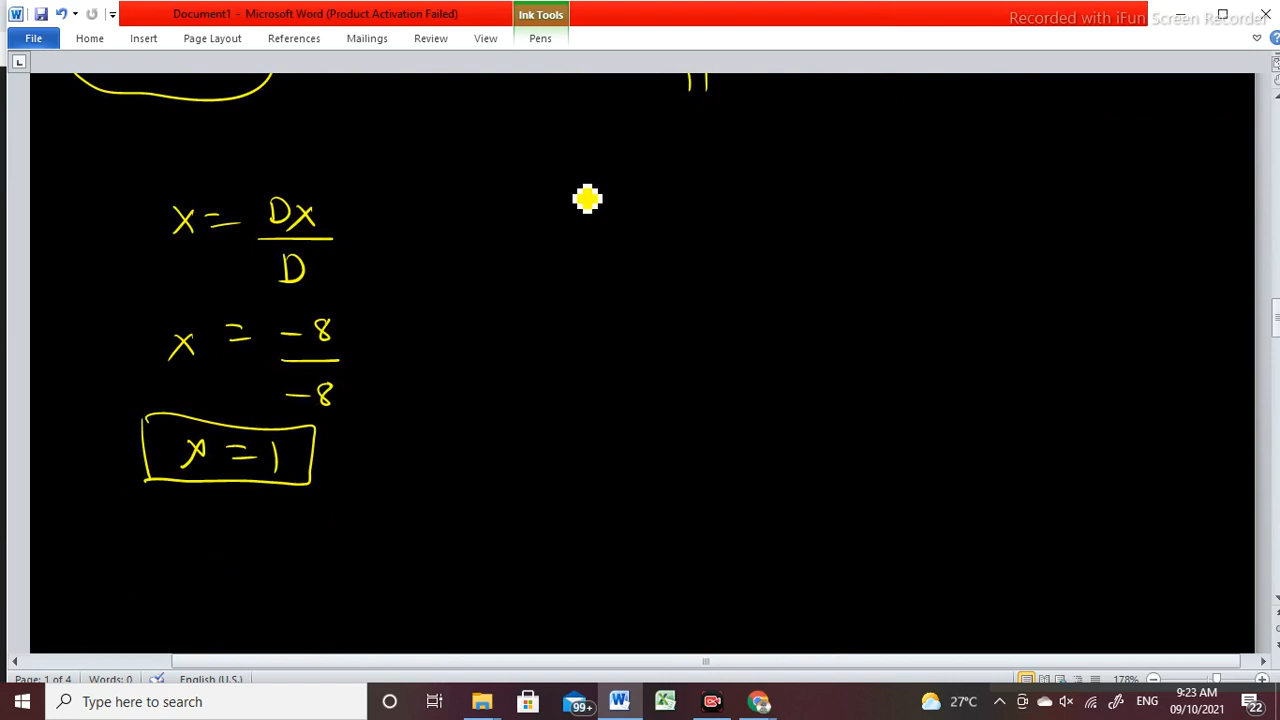 Document1 - Microsoft Word (Product Activation Failed)
Ink Tools
Recorded with iFun Screen Recorder
File Home Insert Page Layout References Mailings Review View Pens
x = Dx
D
x = -8
-8
x = 1
Page: 1 of 4 Words: 0 English (U.S.) 178%
Type here to search
99+
27°C
ENG
9:23 AM
09/10/2021
22